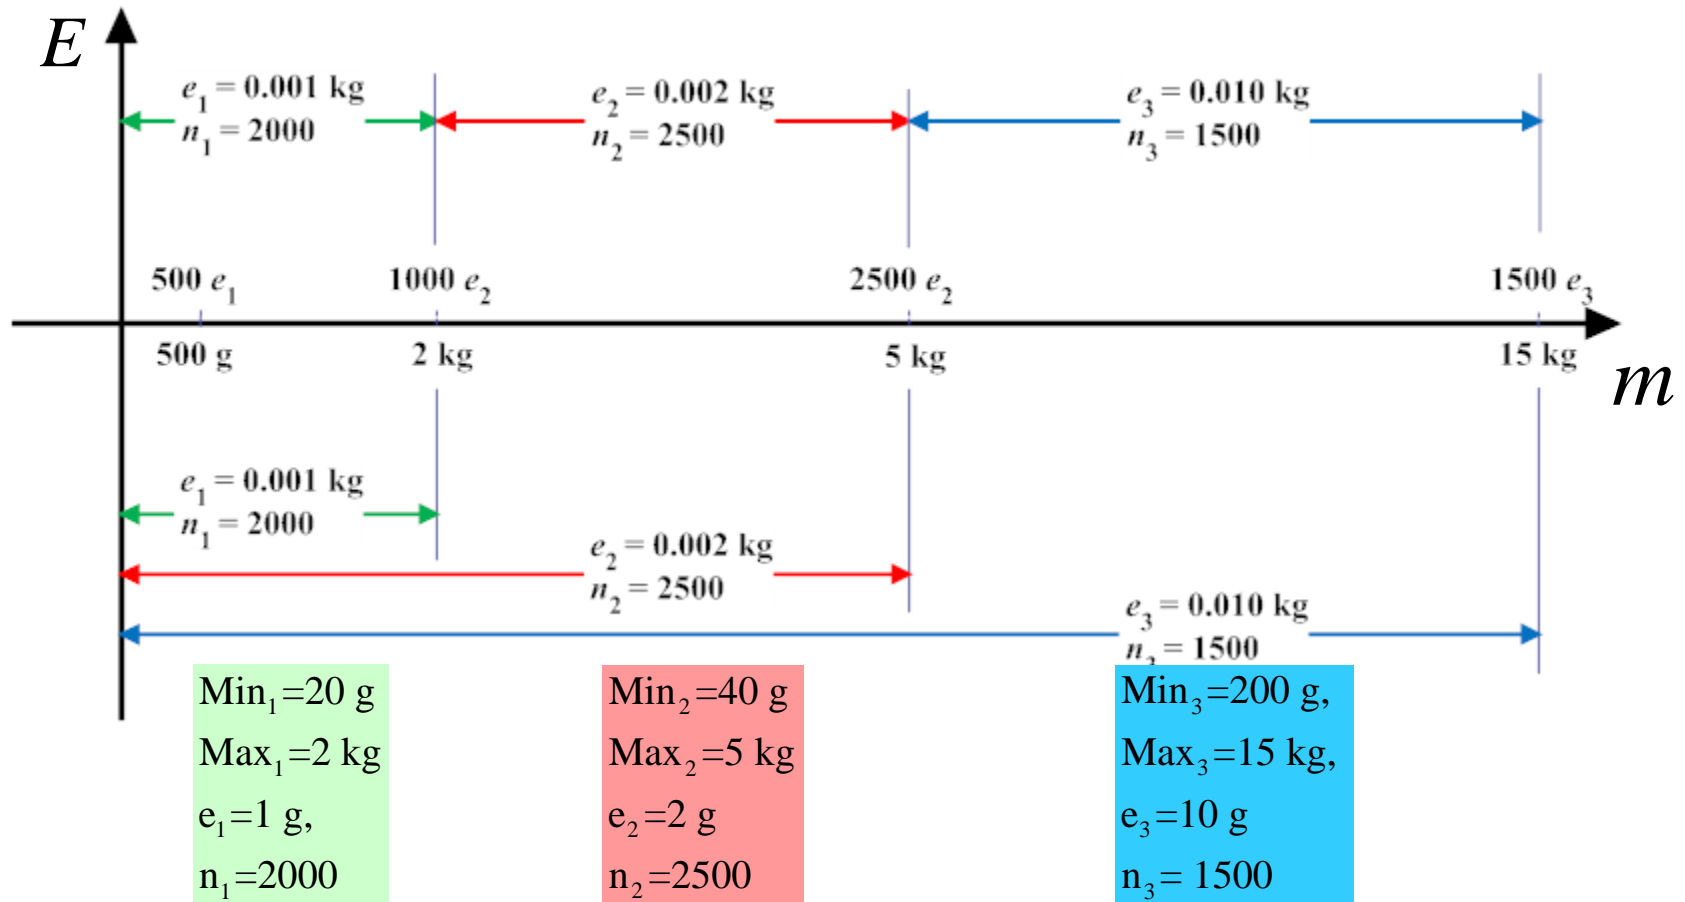 E
e₁ = 0.001 kg
n₁ = 2000
e₂ = 0.002 kg
n₂ = 2500
e₃ = 0.010 kg
n₃ = 1500
500 e₁
1000 e₂
2500 e₂
1500 e₃
500 g
2 kg
5 kg
15 kg
m
e₁ = 0.001 kg
n₁ = 2000
e₂ = 0.002 kg
n₂ = 2500
e₃ = 0.010 kg
n₃ = 1500
Min₁=20 g
Max₁=2 kg
e₁=1 g,
n₁=2000
Min₂=40 g
Max₂=5 kg
e₂=2 g
n₂=2500
Min₃=200 g,
Max₃=15 kg,
e₃=10 g
n₃= 1500